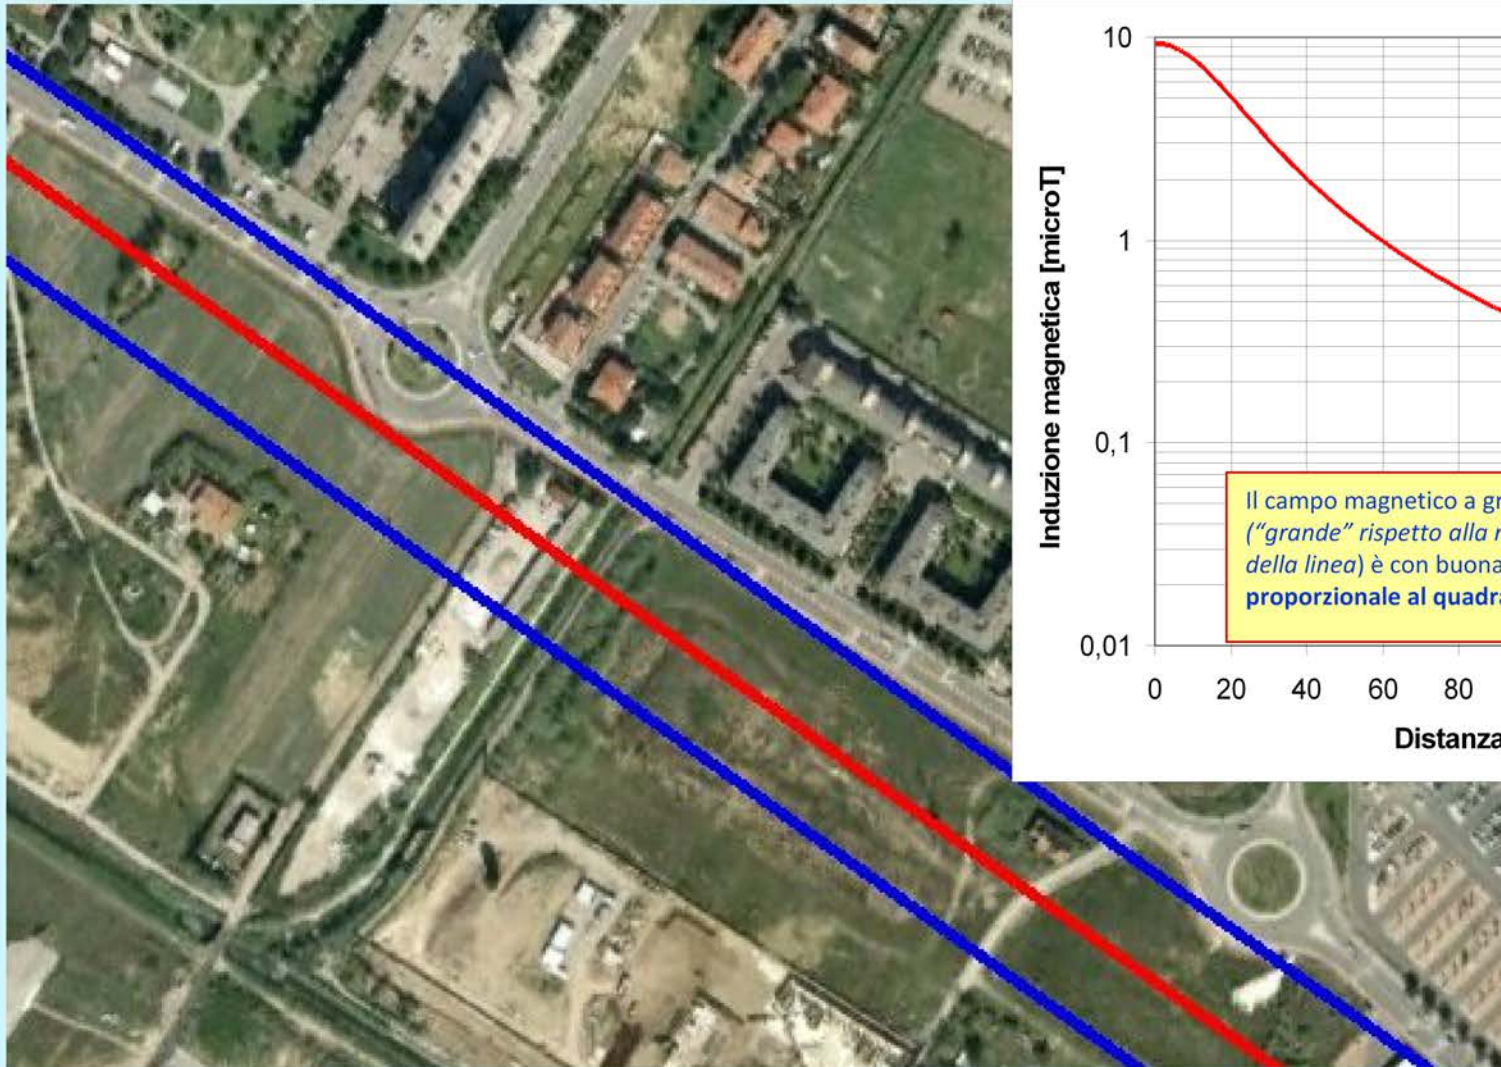 10
1
0,1
0,01
Induzione magnetica [microT]
Il campo magnetico a gr
("grande" rispetto alla r
della linea) è con buona
proporzionale al quadra
0 20 40 60 80
Distanza